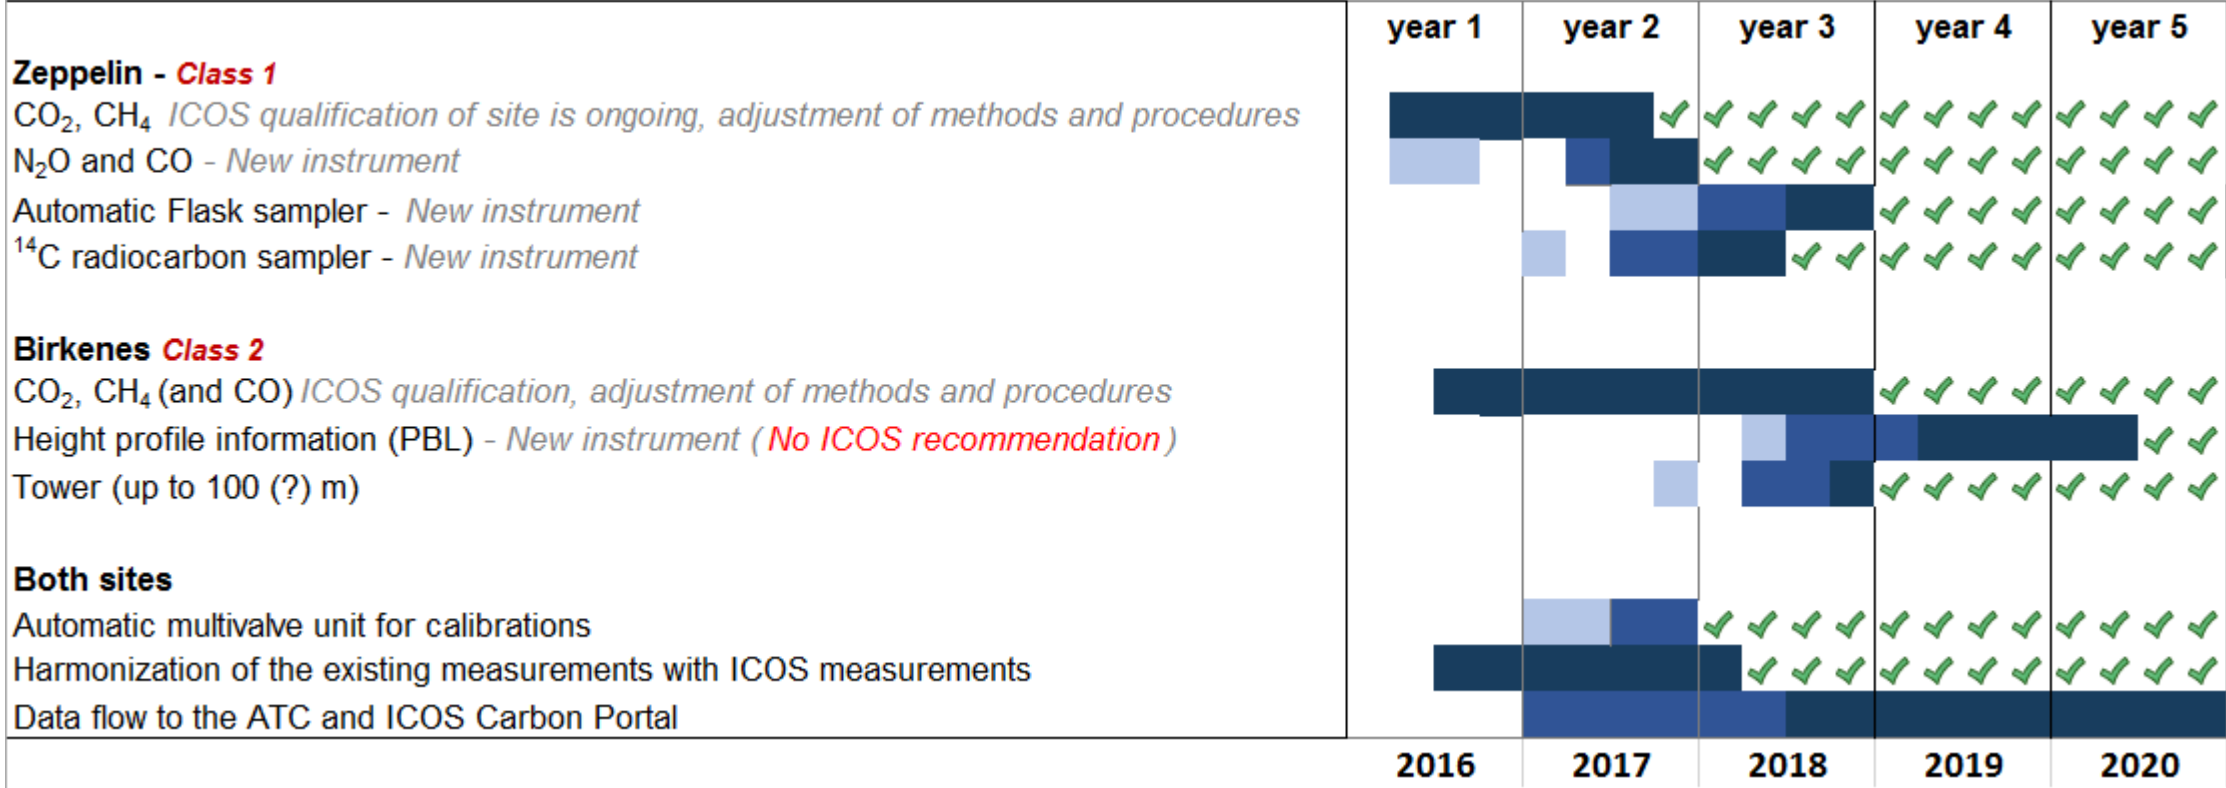 year 1 year 2 year 3 year 4 year 5
Zeppelin - Class 1
CO₂, CH₄ ICOS qualification of site is ongoing, adjustment of methods and procedures
N₂O and CO - New instrument
Automatic Flask sampler - New instrument
¹⁴C radiocarbon sampler - New instrument
Birkenes Class 2
CO₂, CH₄ (and CO) ICOS qualification, adjustment of methods and procedures
Height profile information (PBL) - New instrument (No ICOS recommendation)
Tower (up to 100 (?) m)
Both sites
Automatic multivalve unit for calibrations
Harmonization of the existing measurements with ICOS measurements
Data flow to the ATC and ICOS Carbon Portal
2016 2017 2018 2019 2020